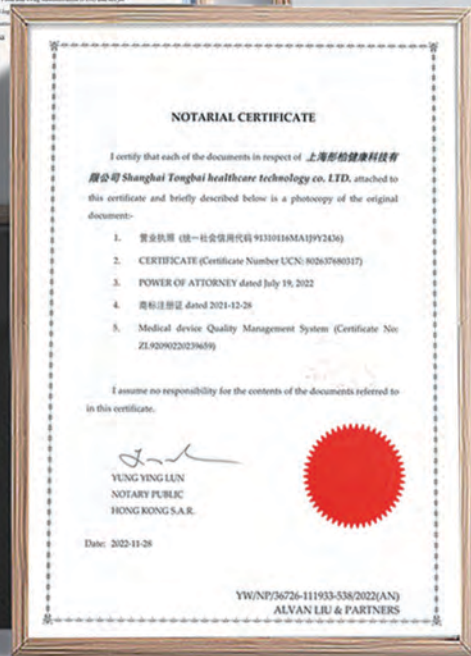 NOTARIAL CERTIFICATE
I certify that each of the documents in respect of 上海彤柏健康科技有
限公司 Shanghai Tongbai healthcare technology co. LTD. attached to
this certificate and briefly described below is a photocopy of the original
document:-
1. 营业执照 (统一社会信用代码 91310116MA1J9Y2436)
2. CERTIFICATE (Certificate Number UCN: 802637680317)
3. POWER OF ATTORNEY dated July 19, 2022
4. 商标注册证 dated 2021-12-28
5. Medical device Quality Management System (Certificate No:
ZL92090220239659)
I assume no responsibility for the contents of the documents referred to
in this certificate.
YUNG YING LUN
NOTARY PUBLIC
HONG KONG S.A.R.
Date: 2022-11-28
YW/NP/36726-111933-538/2022(AN)
ALVAN LIU & PARTNERS